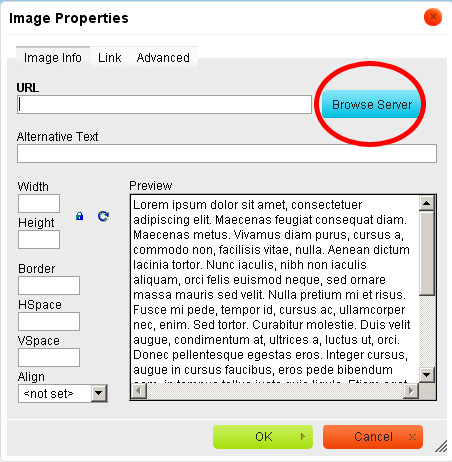 Image Properties
Image Info Link Advanced
URL
Browse Server
Alternative Text
Width
Height
Border
HSpace
VSpace
Align
<not set>
Preview
Lorem ipsum dolor sit amet, consectetuer
adipiscing elit. Maecenas feugiat consequat diam.
Maecenas metus. Vivamus diam purus, cursus a,
commodo non, facilisis vitae, nulla. Aenean dictum
lacinia tortor. Nunc iaculis, nibh non iaculis
aliquam, orci felis euismod neque, sed ornare
massa mauris sed velit. Nulla pretium mi et risus.
Fusce mi pede, tempor id, cursus ac, ullamcorper
nec, enim. Sed tortor. Curabitur molestie. Duis velit
augue, condimentum at, ultrices a, luctus ut, orci.
Donec pellentesque egestas eros. Integer cursus,
augue in cursus faucibus, eros pede bibendum
OK
Cancel